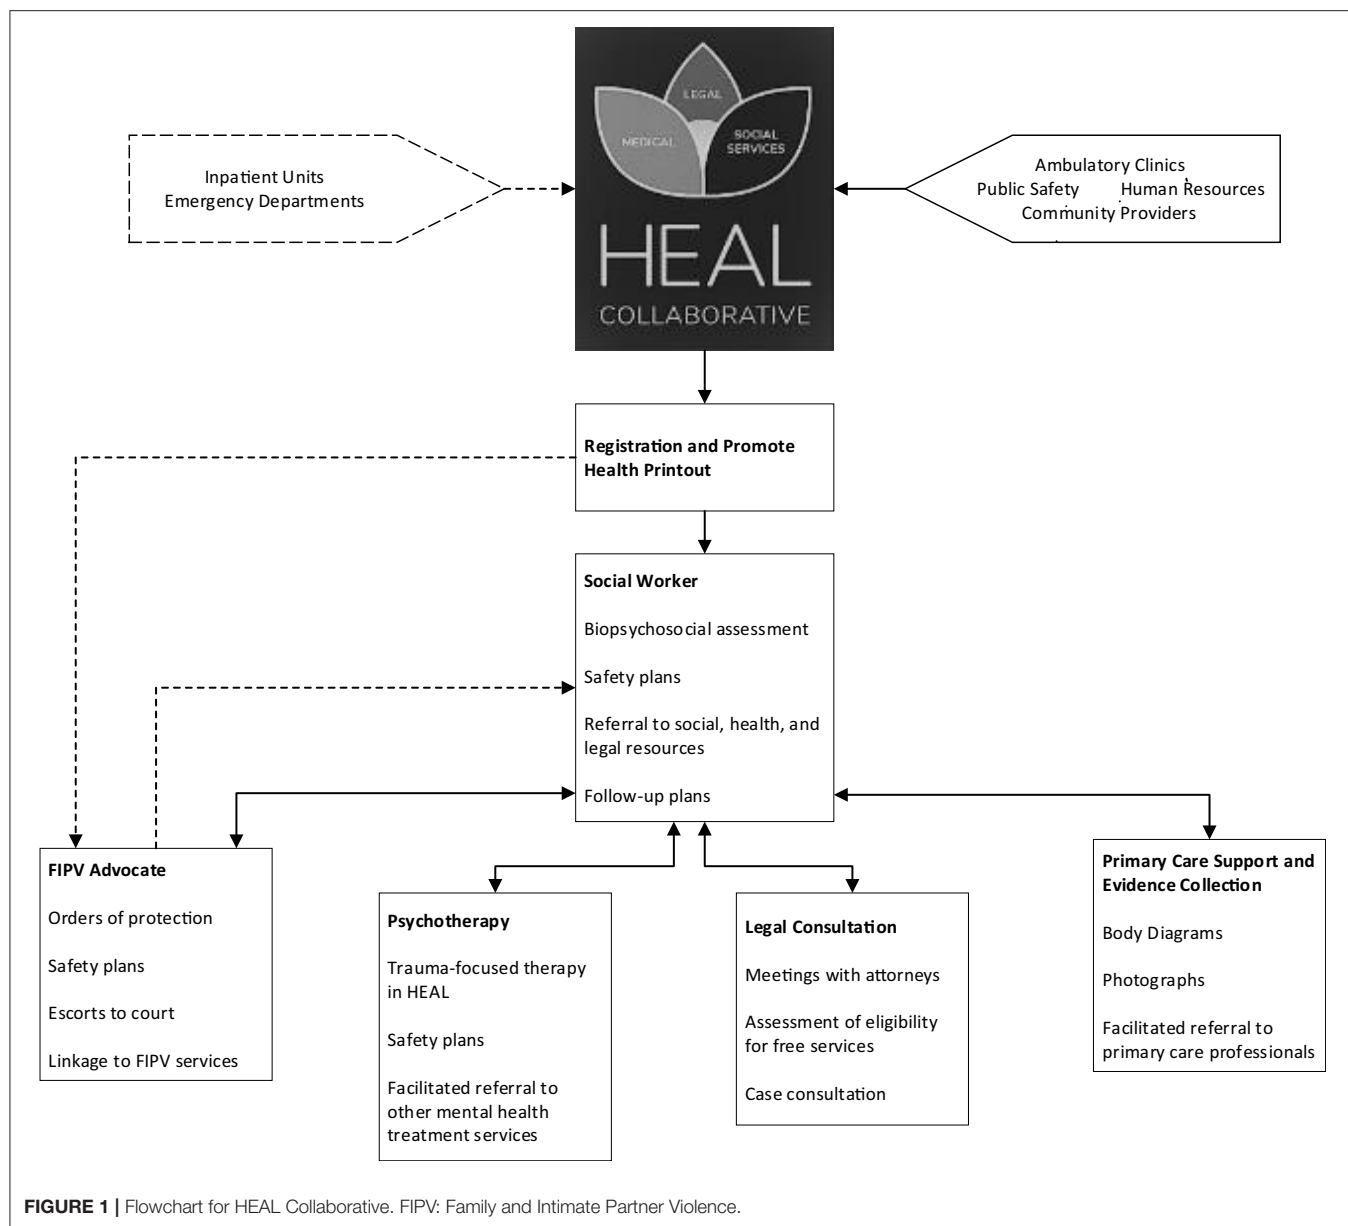 LEGAL
MEDICAL
SOCIAL
SERVICES
HEAL
COLLABORATIVE
Inpatient Units
Emergency Departments
Ambulatory Clinics
Public Safety Human Resources
Community Providers
Registration and Promote
Health Printout
Social Worker
Biopsychosocial assessment
Safety plans
Referral to social, health, and
legal resources
Follow-up plans
FIPV Advocate
Orders of protection
Safety plans
Escorts to court
Linkage to FIPV services
Psychotherapy
Trauma-focused therapy
in HEAL
Safety plans
Facilitated referral to
other mental health
treatment services
Legal Consultation
Meetings with attorneys
Assessment of eligibility
for free services
Case consultation
Primary Care Support and
Evidence Collection
Body Diagrams
Photographs
Facilitated referral to
primary care professionals
FIGURE 1 | Flowchart for HEAL Collaborative. FIPV: Family and Intimate Partner Violence.